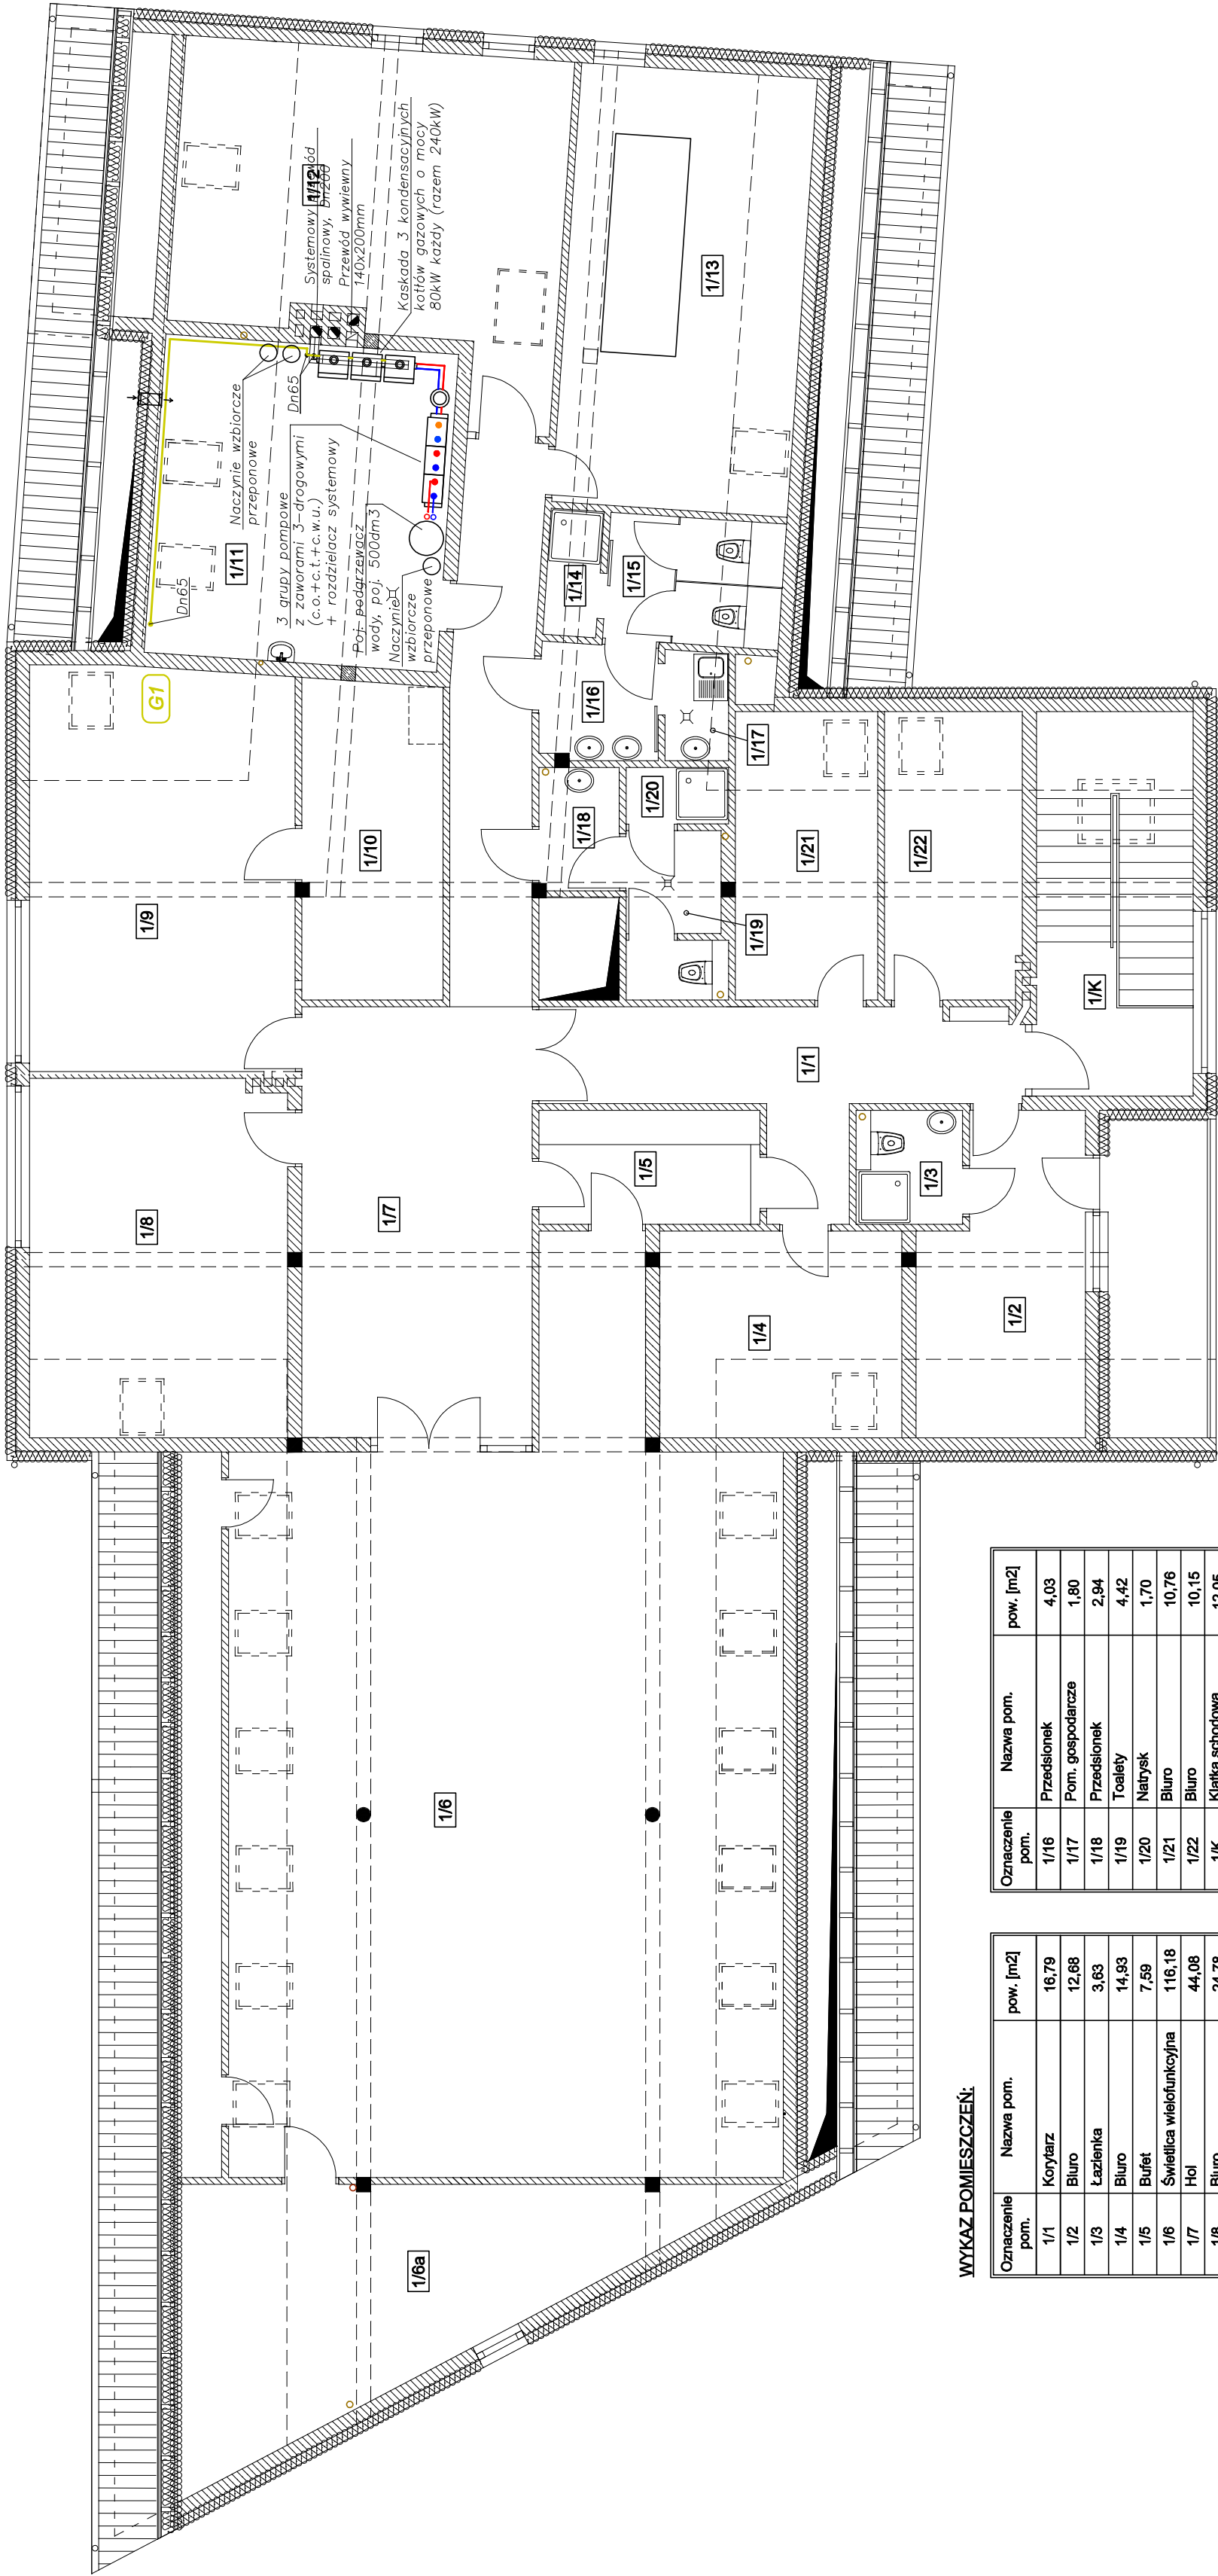 1/12
Systemowy
spalinowy, Dn200
Przewód wywiewny
140x200mm
Kaskada 3 kondensacyjnych
kotłów gazowych o mocy
80kW każdy (razem 240kW)
1/13
Naczynie wzbiorcze
przeponowe
Dn65
3 grupy pompowe
z zaworami 3-drogowymi
(c.o.+c.t.+c.w.u.)
+ rozdzielacz systemowy
Poj. podgrzewacz
wody, poj. 500dm3
Naczynie
wzbiorcze
przeponowe
1/11
Dn65
G1
1/14
1/15
1/16
1/17
1/18
1/20
1/19
1/21
1/22
1/9
1/10
1/K
1/1
1/8
1/7
1/5
1/3
1/4
1/2
1/6
1/6a
WYKAZ POMIESZCZEŃ:
Oznaczenie pom. Nazwa pom. pow. [m2]
1/1 Korytarz 16,79
1/2 Biuro 12,68
1/3 Łazienka 3,63
1/4 Biuro 14,93
1/5 Bufet 7,59
1/6 Świetlica wielofunkcyjna 116,18
1/7 Hol 44,08
1/8 Biuro
Oznaczenie pom. Nazwa pom. pow. [m2]
1/16 Przedsionek 4,03
1/17 Pom. gospodarcze 1,80
1/18 Przedsionek 2,94
1/19 Toalety 4,42
1/20 Natrysk 1,70
1/21 Biuro 10,76
1/22 Biuro 10,15
1/K Klatka schodowa